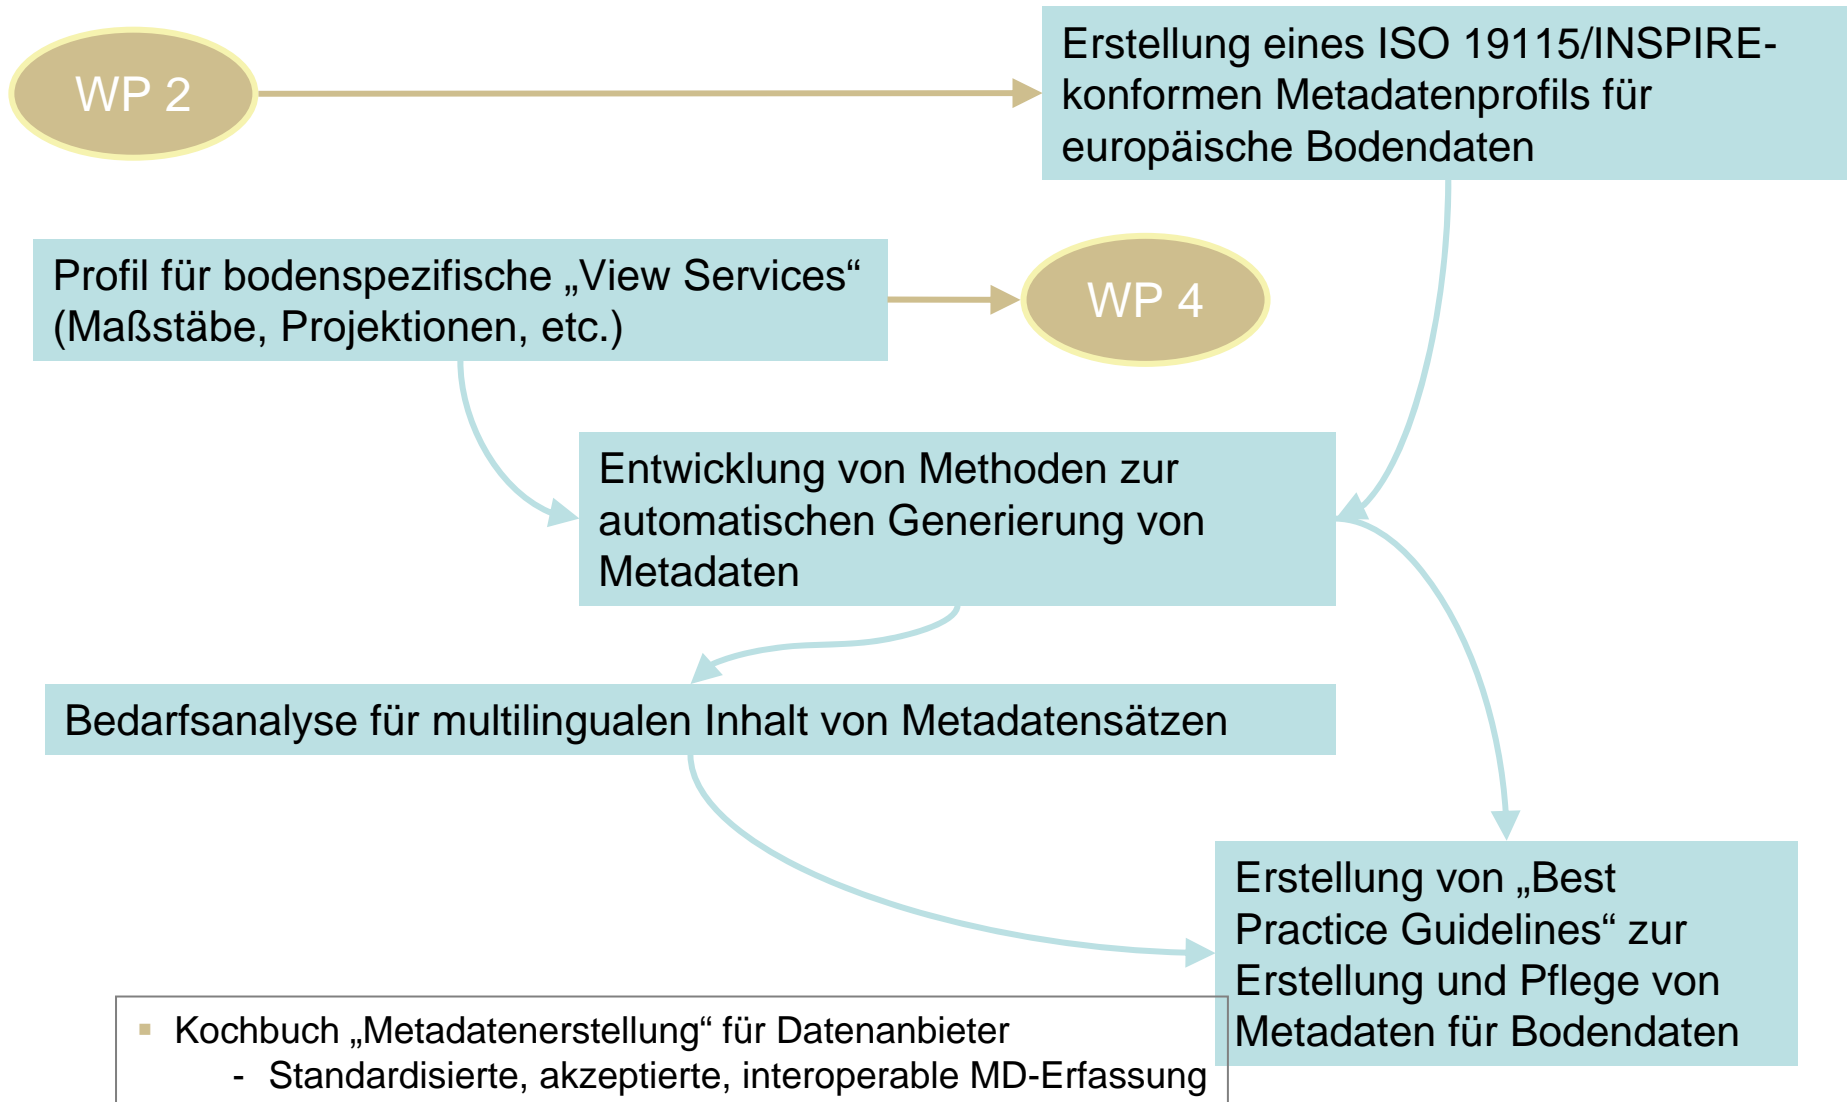 WP 2
Erstellung eines ISO 19115/INSPIRE-
konformen Metadatenprofils für
europäische Bodendaten
Profil für bodenspezifische „View Services“
(Maßstäbe, Projektionen, etc.)
WP 4
Entwicklung von Methoden zur
automatischen Generierung von
Metadaten
Bedarfsanalyse für multilingualen Inhalt von Metadatensätzen
Erstellung von „Best
Practice Guidelines“ zur
Erstellung und Pflege von
Metadaten für Bodendaten
▪ Kochbuch „Metadatenerstellung“ für Datenanbieter
- Standardisierte, akzeptierte, interoperable MD-Erfassung